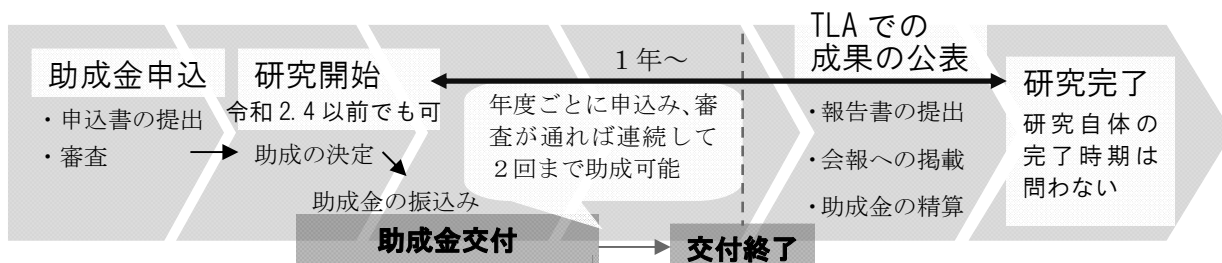 助成金申込
・申込書の提出
・審査
研究開始
令和2.4以前でも可
助成の決定
助成金の振込み
助成金交付
1年～
年度ごとに申込み、審
査が通れば連続して
2回まで助成可能
交付終了
TLAでの
成果の公表
・報告書の提出
・会報への掲載
・助成金の精算
研究完了
研究自体の
完了時期は
問わない